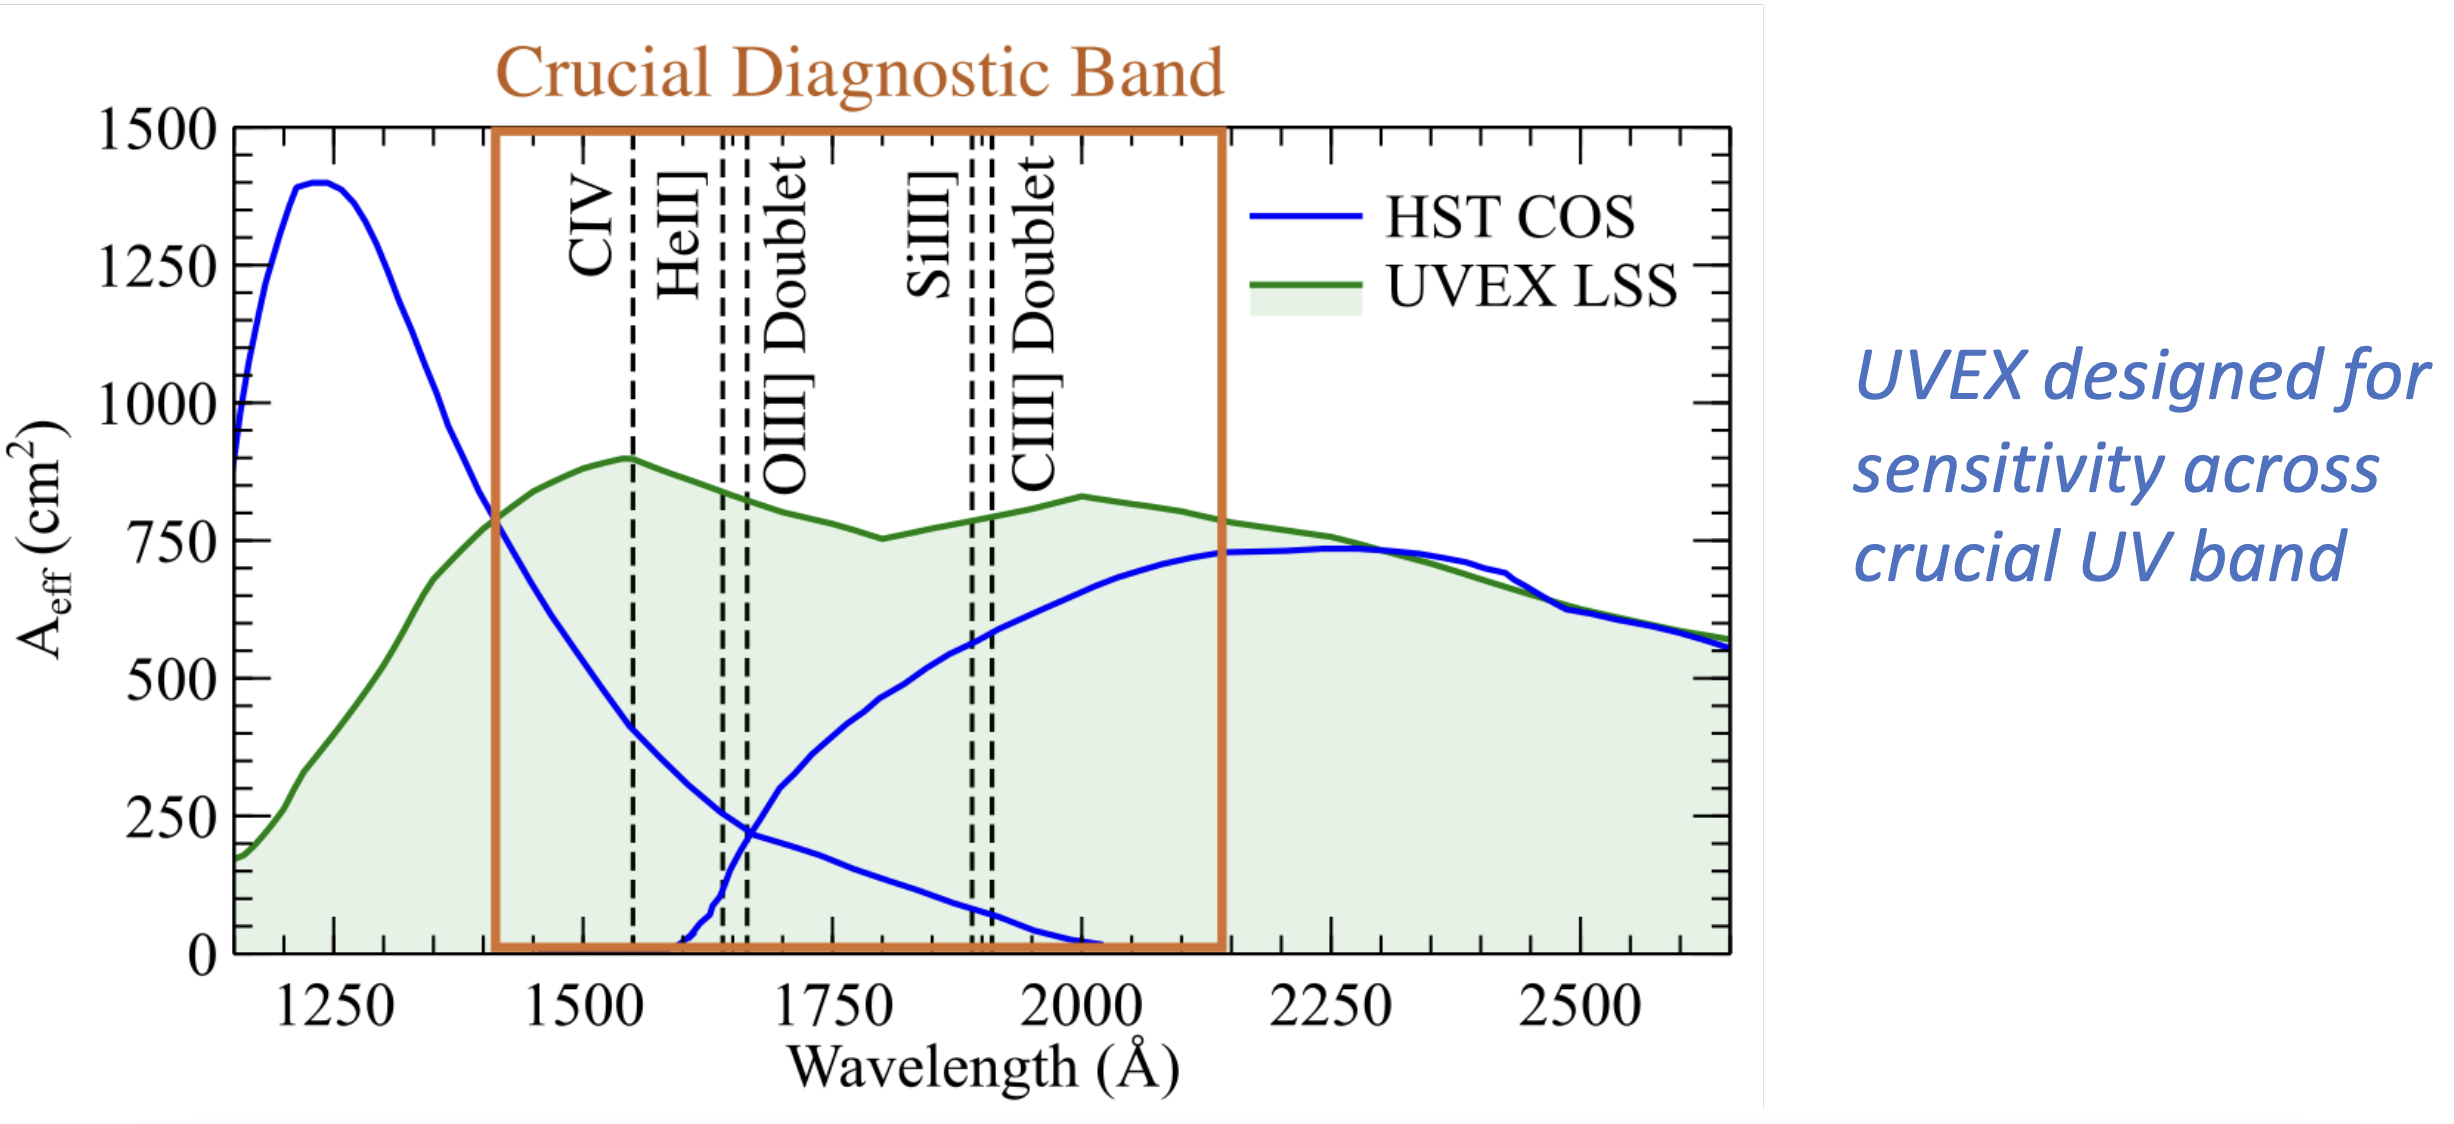 Crucial Diagnostic Band
1500
1250
1000
750
500
250
0
A_eff (cm²)
CIV
HeII]
OIII] Doublet
SiIII]
CIII] Doublet
HST COS
UVEX LSS
1250 1500 1750 2000 2250 2500
Wavelength (Å)
UVEX designed for
sensitivity across
crucial UV band